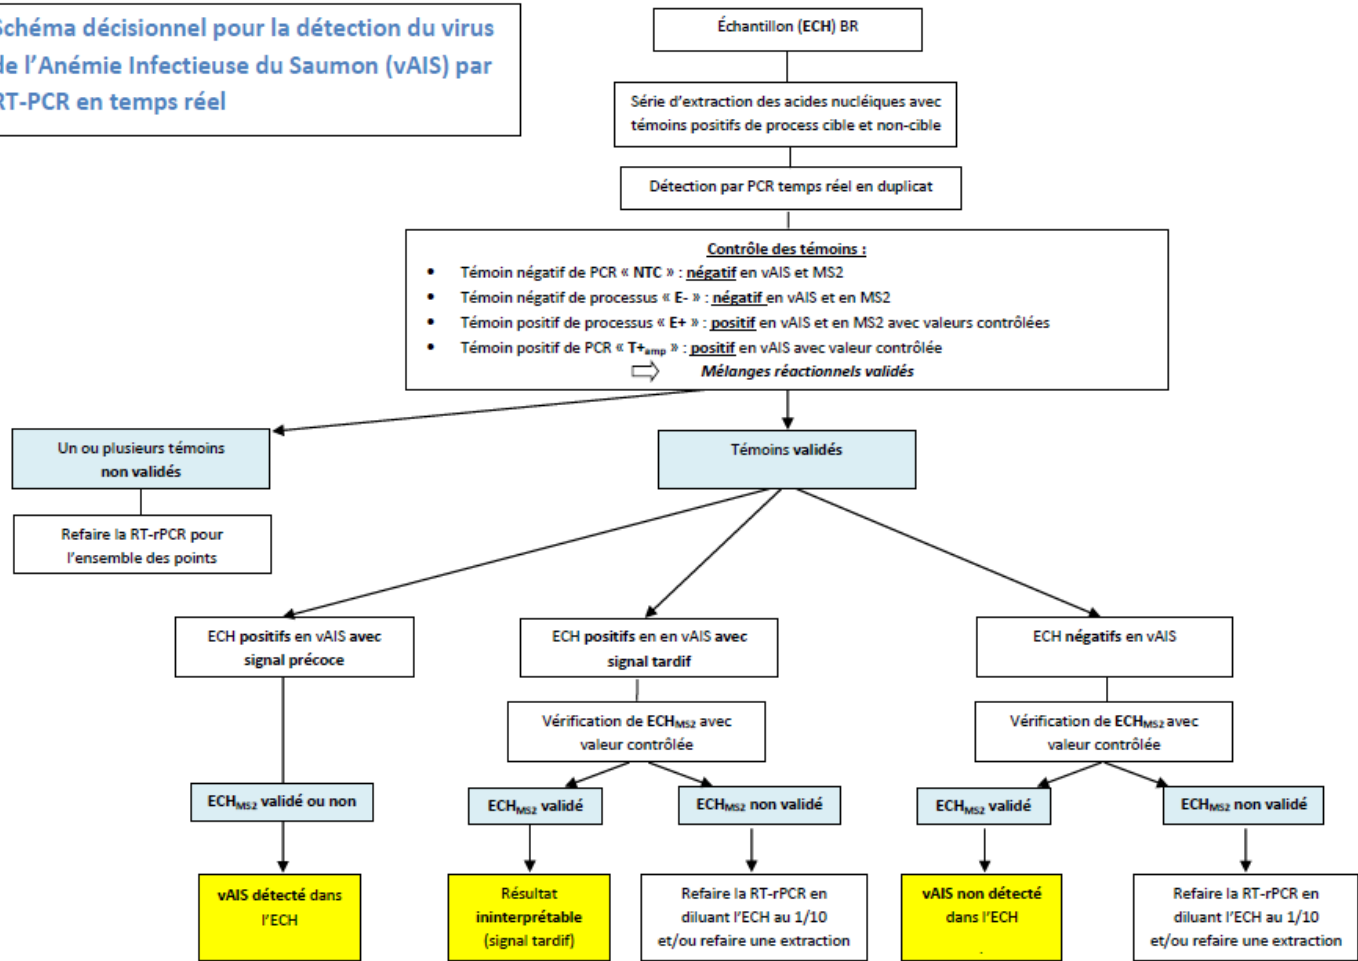 Schéma décisionnel pour la détection du virus
de l'Anémie Infectieuse du Saumon (vAIS) par
RT-PCR en temps réel
Échantillon (ECH) BR
Série d'extraction des acides nucléiques avec
témoins positifs de process cible et non-cible
Détection par PCR temps réel en duplicat
Contrôle des témoins :
• Témoin négatif de PCR « NTC » : négatif en vAIS et MS2
• Témoin négatif de processus « E- » : négatif en vAIS et en MS2
• Témoin positif de processus « E+ » : positif en vAIS et en MS2 avec valeurs contrôlées
• Témoin positif de PCR « T+amp » : positif en vAIS avec valeur contrôlée
Mélanges réactionnels validés
Un ou plusieurs témoins
non validés
Témoins validés
Refaire la RT-rPCR pour
l'ensemble des points
ECH positifs en vAIS avec
signal précoce
ECH positifs en en vAIS avec
signal tardif
ECH négatifs en vAIS
Vérification de ECHMS2 avec
valeur contrôlée
Vérification de ECHMS2 avec
valeur contrôlée
ECHMS2 validé ou non
ECHMS2 validé
ECHMS2 non validé
ECHMS2 validé
ECHMS2 non validé
vAIS détecté dans
l'ECH
Résultat
ininterprétable
(signal tardif)
Refaire la RT-rPCR en
diluant l'ECH au 1/10
et/ou refaire une extraction
vAIS non détecté
dans l'ECH
.
Refaire la RT-rPCR en
diluant l'ECH au 1/10
et/ou refaire une extraction